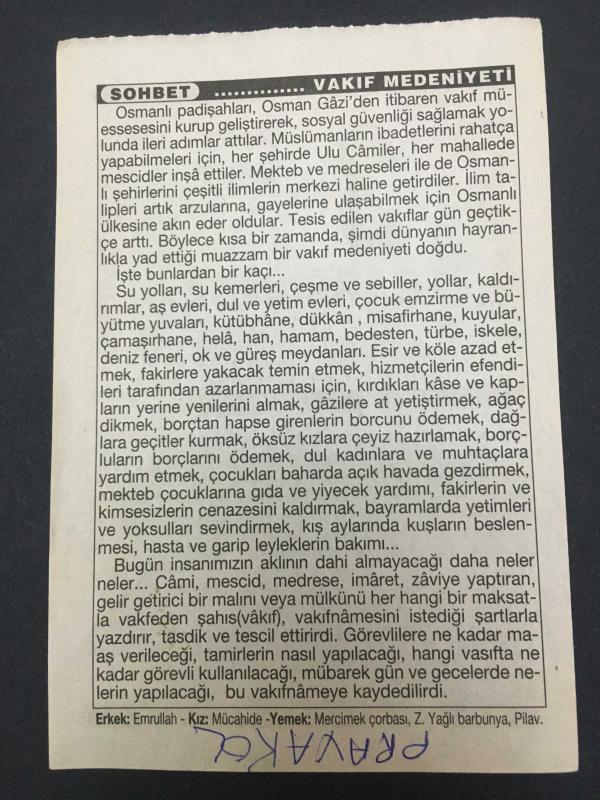 SOHBET .............. VAKIF MEDENİYETİ
Osmanlı padişahları, Osman Gâzi'den itibaren vakıf mü-
essesesini kurup geliştirerek, sosyal güvenliği sağlamak yo-
lunda ileri adımlar attılar. Müslümanların ibadetlerini rahatça
yapabilmeleri için, her şehirde Ulu Câmiler, her mahallede
mescidler inşâ ettiler. Mekteb ve medreseleri ile de Osman-
lı şehirlerini çeşitli ilimlerin merkezi haline getirdiler. İlim ta-
lipleri artık arzularına, gayelerine ulaşabilmek için Osmanlı
ülkesine akın eder oldular. Tesis edilen vakıflar gün geçtik-
çe arttı. Böylece kısa bir zamanda, şimdi dünyanın hayran-
lıkla yad ettiği muazzam bir vakıf medeniyeti doğdu.
İşte bunlardan bir kaçı...
Su yolları, su kemerleri, çeşme ve sebiller, yollar, kaldı-
rımlar, aş evleri, dul ve yetim evleri, çocuk emzirme ve bü-
yütme yuvaları, kütübhâne, dükkân , misafirhane, kuyular,
çamaşırhane, helâ, han, hamam, bedesten, türbe, iskele,
deniz feneri, ok ve güreş meydanları. Esir ve köle azad et-
mek, fakirlere yakacak temin etmek, hizmetçilerin efendi-
leri tarafından azarlanmaması için, kırdıkları kâse ve kap-
ların yerine yenilerini almak, gâzilere at yetiştirmek, ağaç
dikmek, borçtan hapse girenlerin borcunu ödemek, dağ-
lara geçitler kurmak, öksüz kızlara çeyiz hazırlamak, borç-
luların borçlarını ödemek, dul kadınlara ve muhtaçlara
yardım etmek, çocukları baharda açık havada gezdirmek,
mekteb çocuklarına gıda ve yiyecek yardımı, fakirlerin ve
kimsesizlerin cenazesini kaldırmak, bayramlarda yetimleri
ve yoksulları sevindirmek, kış aylarında kuşların beslen-
mesi, hasta ve garip leyleklerin bakımı...
Bugün insanımızın aklının dahi almayacağı daha neler
neler... Câmi, mescid, medrese, imâret, zâviye yaptıran,
gelir getirici bir malını veya mülkünü her hangi bir maksat-
la vakfeden şahıs(vâkıf), vakıfnâmesini istediği şartlarla
yazdırır, tasdik ve tescil ettirirdi. Görevlilere ne kadar ma-
aş verileceği, tamirlerin nasıl yapılacağı, hangi vasıfta ne
kadar görevli kullanılacağı, mübarek gün ve gecelerde ne-
lerin yapılacağı, bu vakıfnâmeye kaydedilirdi.
Erkek: Emrullah - Kız: Mücahide -Yemek: Mercimek çorbası, Z. Yağlı barbunya, Pilav.
PRAVAKA